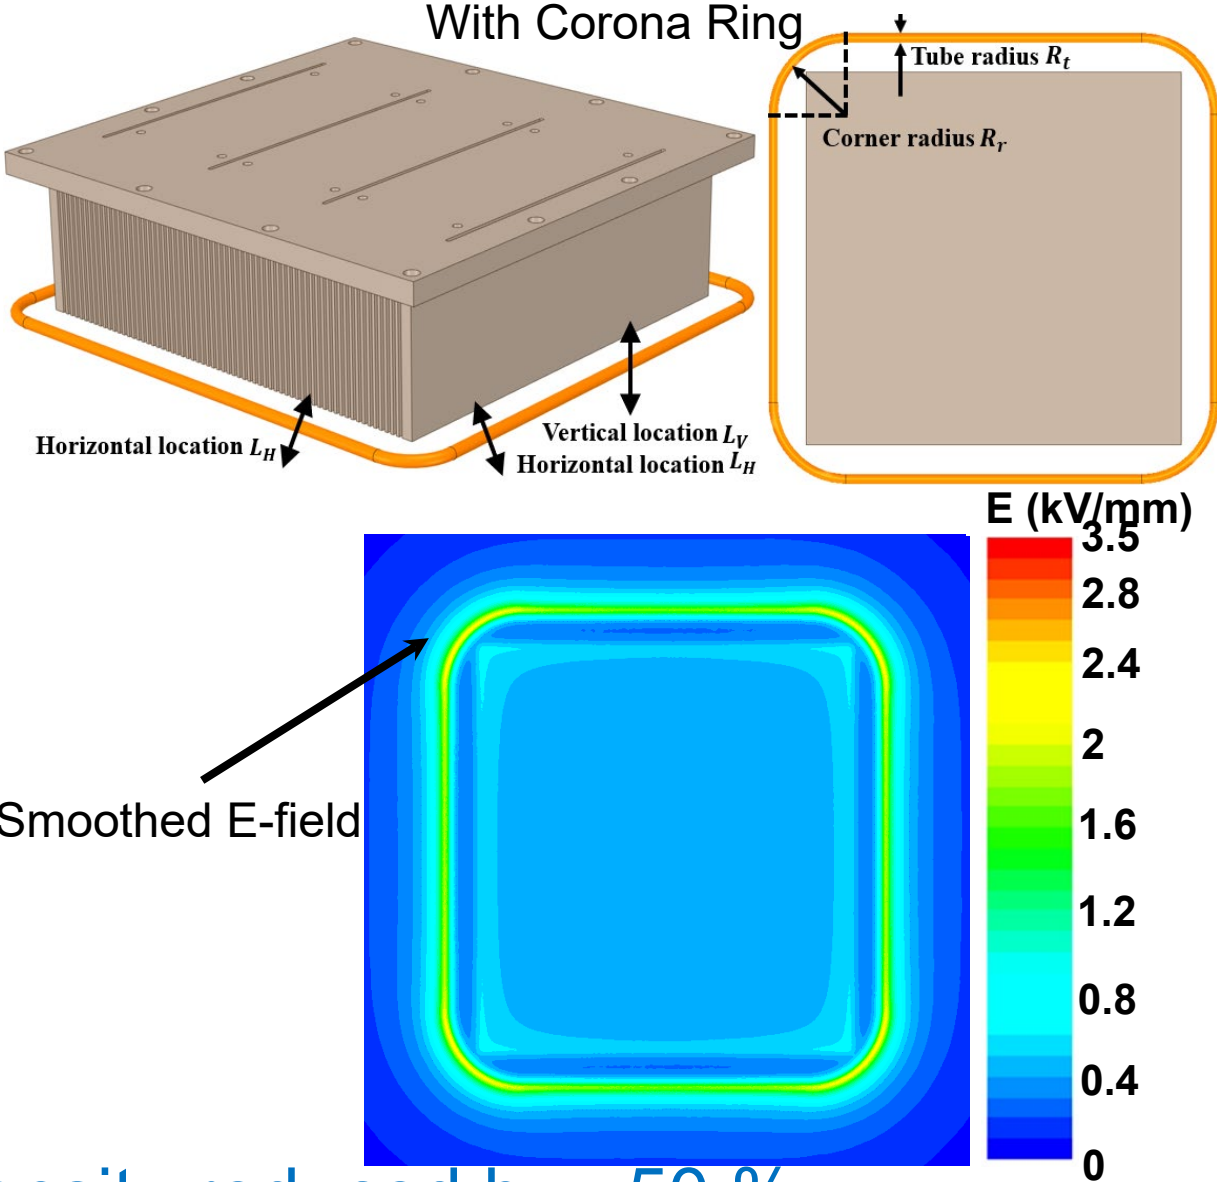 With Corona Ring
Tube radius Rt
Corner radius Rr
Horizontal location LH
Vertical location LV
Horizontal location LH
E (kV/mm)
3.5
2.8
2.4
2
1.6
1.2
0.8
0.4
0
Smoothed E-field